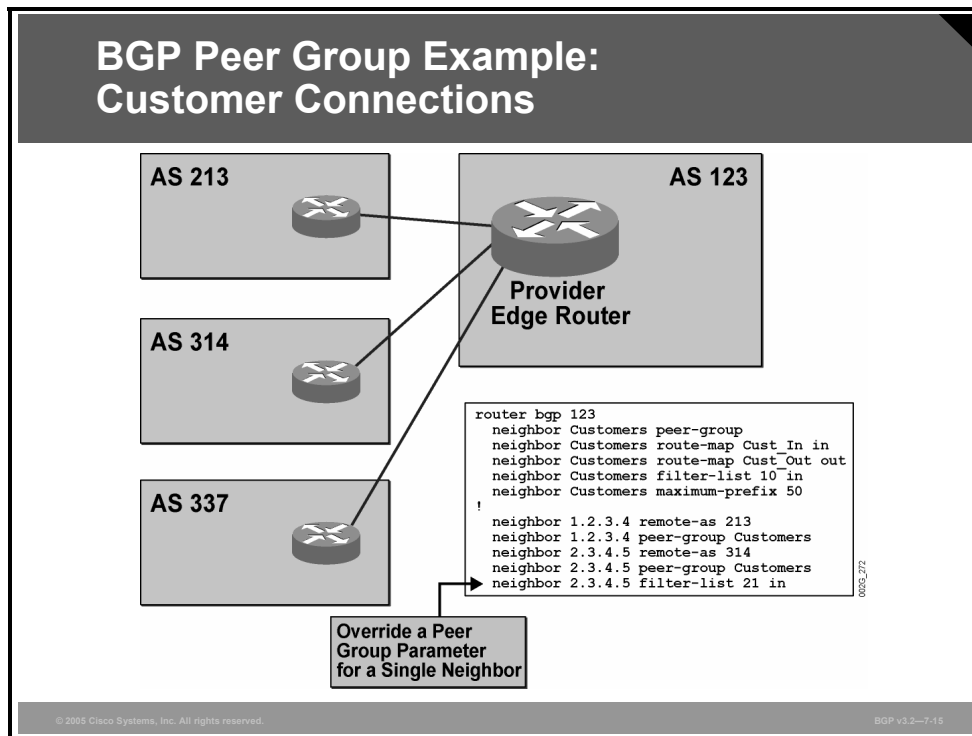 BGP Peer Group Example:
Customer Connections
AS 213
AS 123
Provider
Edge Router
AS 314
AS 337
router bgp 123
neighbor Customers peer-group
neighbor Customers route-map Cust_In in
neighbor Customers route-map Cust_Out out
neighbor Customers filter-list 10 in
neighbor Customers maximum-prefix 50
!
neighbor 1.2.3.4 remote-as 213
neighbor 1.2.3.4 peer-group Customers
neighbor 2.3.4.5 remote-as 314
neighbor 2.3.4.5 peer-group Customers
neighbor 2.3.4.5 filter-list 21 in
002G_272
Override a Peer
Group Parameter
for a Single Neighbor
© 2005 Cisco Systems, Inc. All rights reserved.
BGP v3.2—7-15